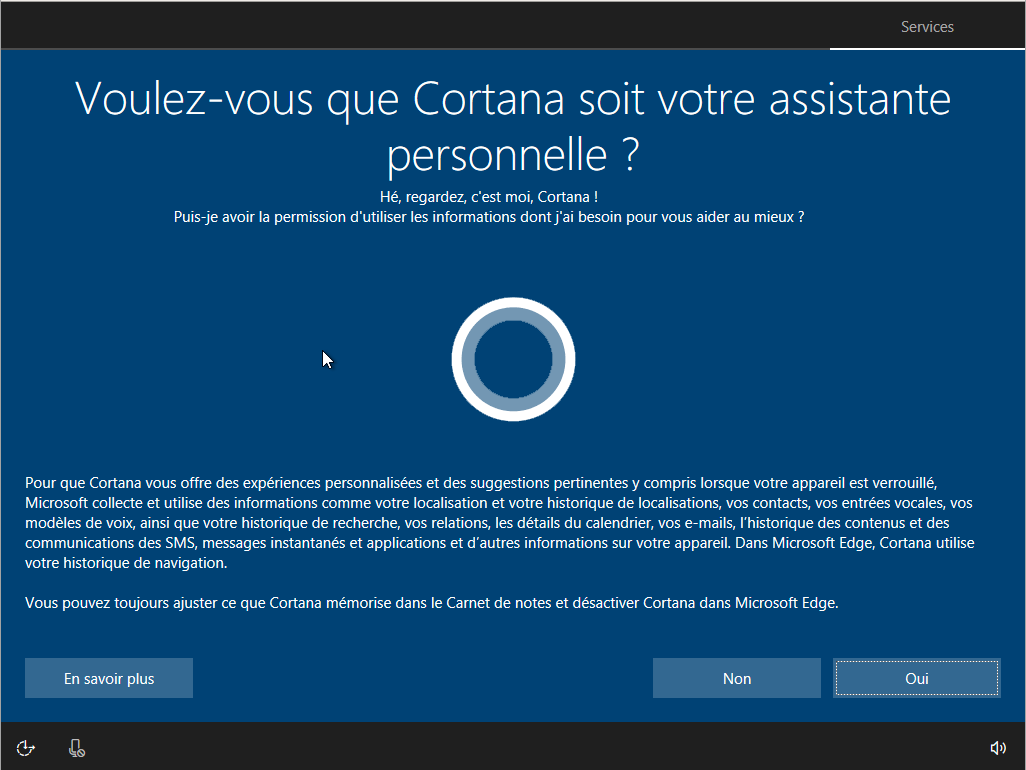 Services
Voulez-vous que Cortana soit votre assistante
personnelle ?
Hé, regardez, c'est moi, Cortana !
Puis-je avoir la permission d'utiliser les informations dont j'ai besoin pour vous aider au mieux ?
Pour que Cortana vous offre des expériences personnalisées et des suggestions pertinentes y compris lorsque votre appareil est verrouillé,
Microsoft collecte et utilise des informations comme votre localisation et votre historique de localisations, vos contacts, vos entrées vocales, vos
modèles de voix, ainsi que votre historique de recherche, vos relations, les détails du calendrier, vos e-mails, l’historique des contenus et des
communications des SMS, messages instantanés et applications et d’autres informations sur votre appareil. Dans Microsoft Edge, Cortana utilise
votre historique de navigation.
Vous pouvez toujours ajuster ce que Cortana mémorise dans le Carnet de notes et désactiver Cortana dans Microsoft Edge.
En savoir plus
Non
Oui